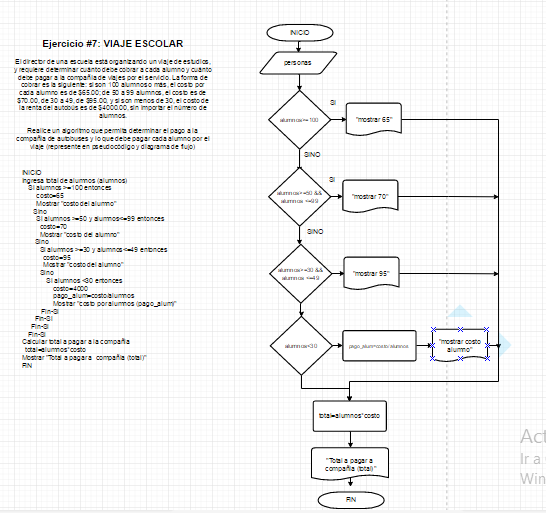 Ejercicio #7: VIAJE ESCOLAR
El director de una escuela está organizando un viaje de estudios,
y requiere determinar cuánto debe cobrar a cada alumno y cuánto
debe pagar a la compañía de viajes por el servicio. La forma de
cobrar es la siguiente: si son 100 alumnos o más, el costo por
cada alumno es de $65.00; de 50 a 99 alumnos, el costo es de
$70.00, de 30 a 49, de $95.00, y si son menos de 30, el costo de
la renta del autobús es de $4000.00, sin importar el número de
alumnos.
Realice un algoritmo que permita determinar el pago a la
compañía de autobuses y lo que debe pagar cada alumno por el
viaje (represente en pseudocódigo y diagrama de flujo)
INICIO
Ingresa total de alumnos (alumnos)
Si alumnos >=100 entonces
costo=65
Mostrar "costo del alumno"
Sino
Si alumnos >=50 y alumnos<=99 entonces
costo=70
Mostrar "costo del alumno"
Sino
Si alumnos >=30 y alumnos<=49 entonces
costo=95
Mostrar "costo del alumno"
Sino
Si alumnos <30 entonces
costo=4000
pago_alum=costo/alumnos
Mostrar "costo por alumnos (pago_alum)"
Fin-Si
Fin-Si
Fin-Si
Fin-Si
Calcular total a pagar a la compañia
total=alumnos*costo
Mostrar "Total a pagar a compañia (total)"
FIN
INICIO
personas
SI
alumnos>=100
"mostrar 65"
SINO
SI
alumnos>=50 &&
alumnos <=99
"mostrar 70"
SINO
alumnos>=30 &&
alumnos <=49
"mostrar 95"
alumnos<30
pago_alum=costo/alumnos
"mostrar costo
alumno"
total=alumnos*costo
"Total a pagar a
compañia (total)"
FIN
Act
Ir a
Win